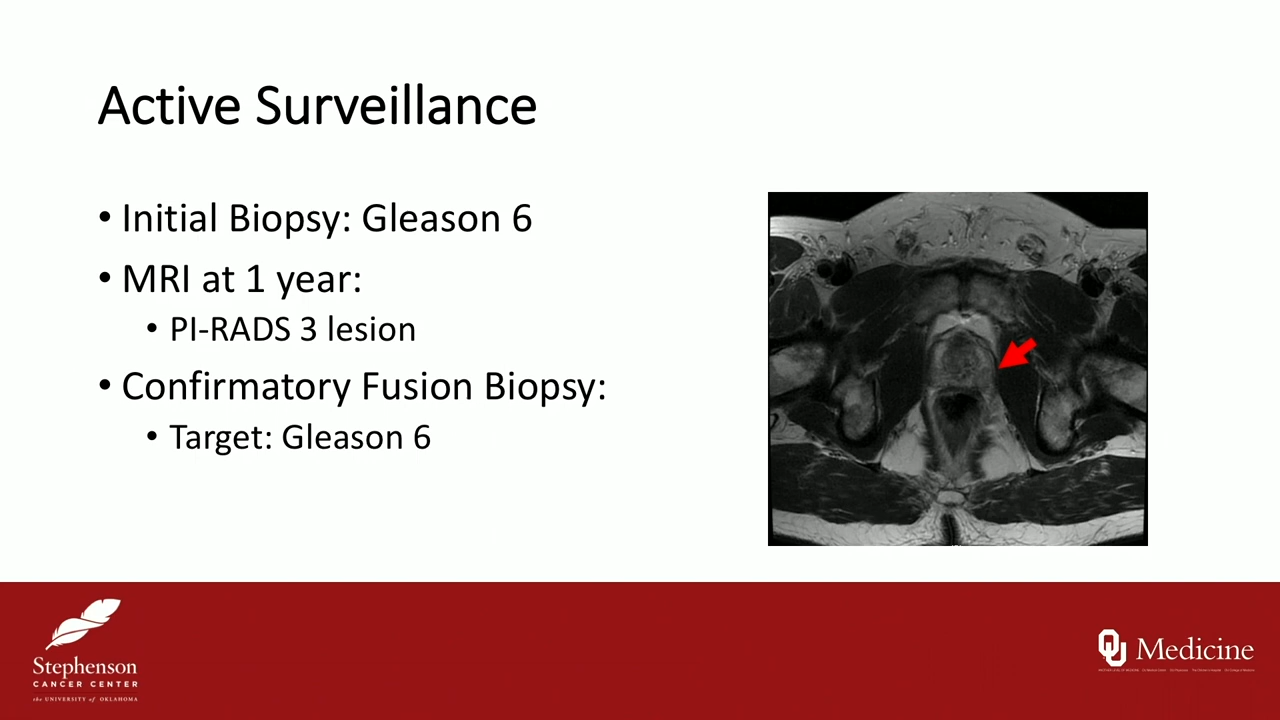 Active Surveillance
• Initial Biopsy: Gleason 6
• MRI at 1 year:
• PI-RADS 3 lesion
• Confirmatory Fusion Biopsy:
• Target: Gleason 6
Stephenson
CANCER CENTER
the UNIVERSITY of OKLAHOMA
OU Medicine